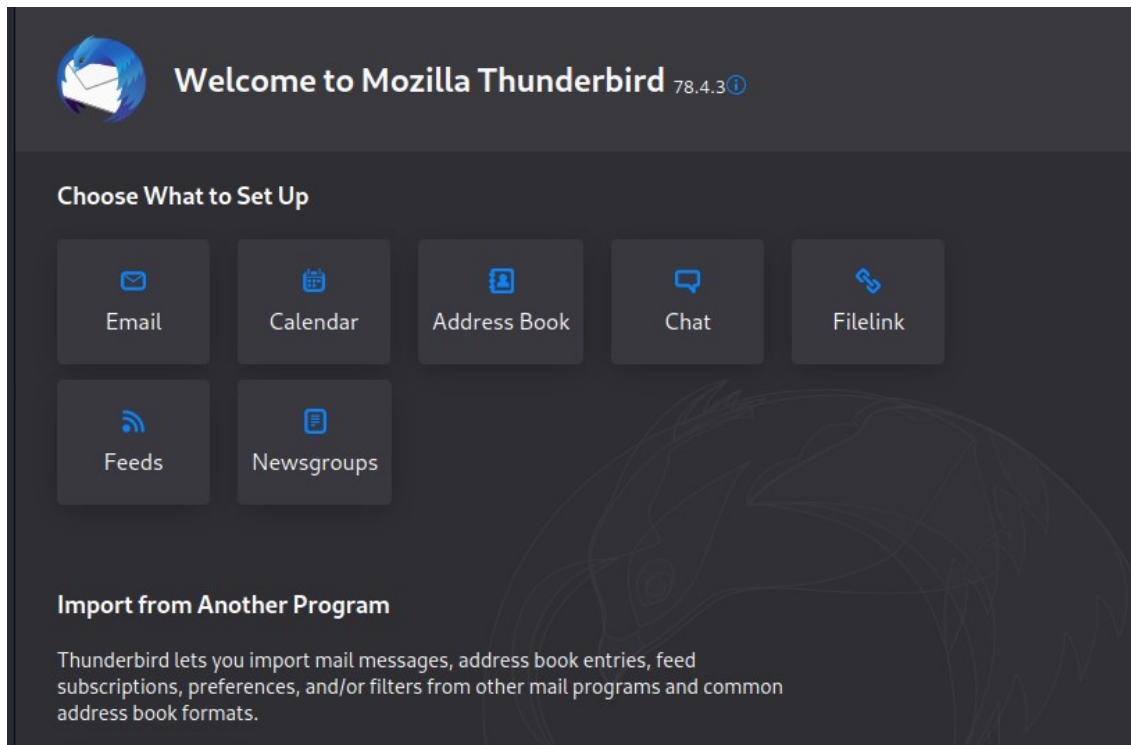 Welcome to Mozilla Thunderbird 78.4.3
Choose What to Set Up
Email
Calendar
Address Book
Chat
Filelink
Feeds
Newsgroups
Import from Another Program
Thunderbird lets you import mail messages, address book entries, feed
subscriptions, preferences, and/or filters from other mail programs and common
address book formats.